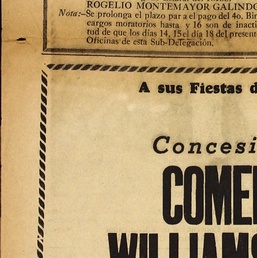 ROGELIO MONTEMAYOR GALINDO
Nota:—Se prolonga el plazo par a el pago del 4o. Bim
cargos moratorios hasta y 16 son de inacti
tud de que los días 14, 15 el día 18 del present
Oficinas de esta Sub-Delegación.
A sus Fiestas d
Concesi
COMER
WILLIAMS